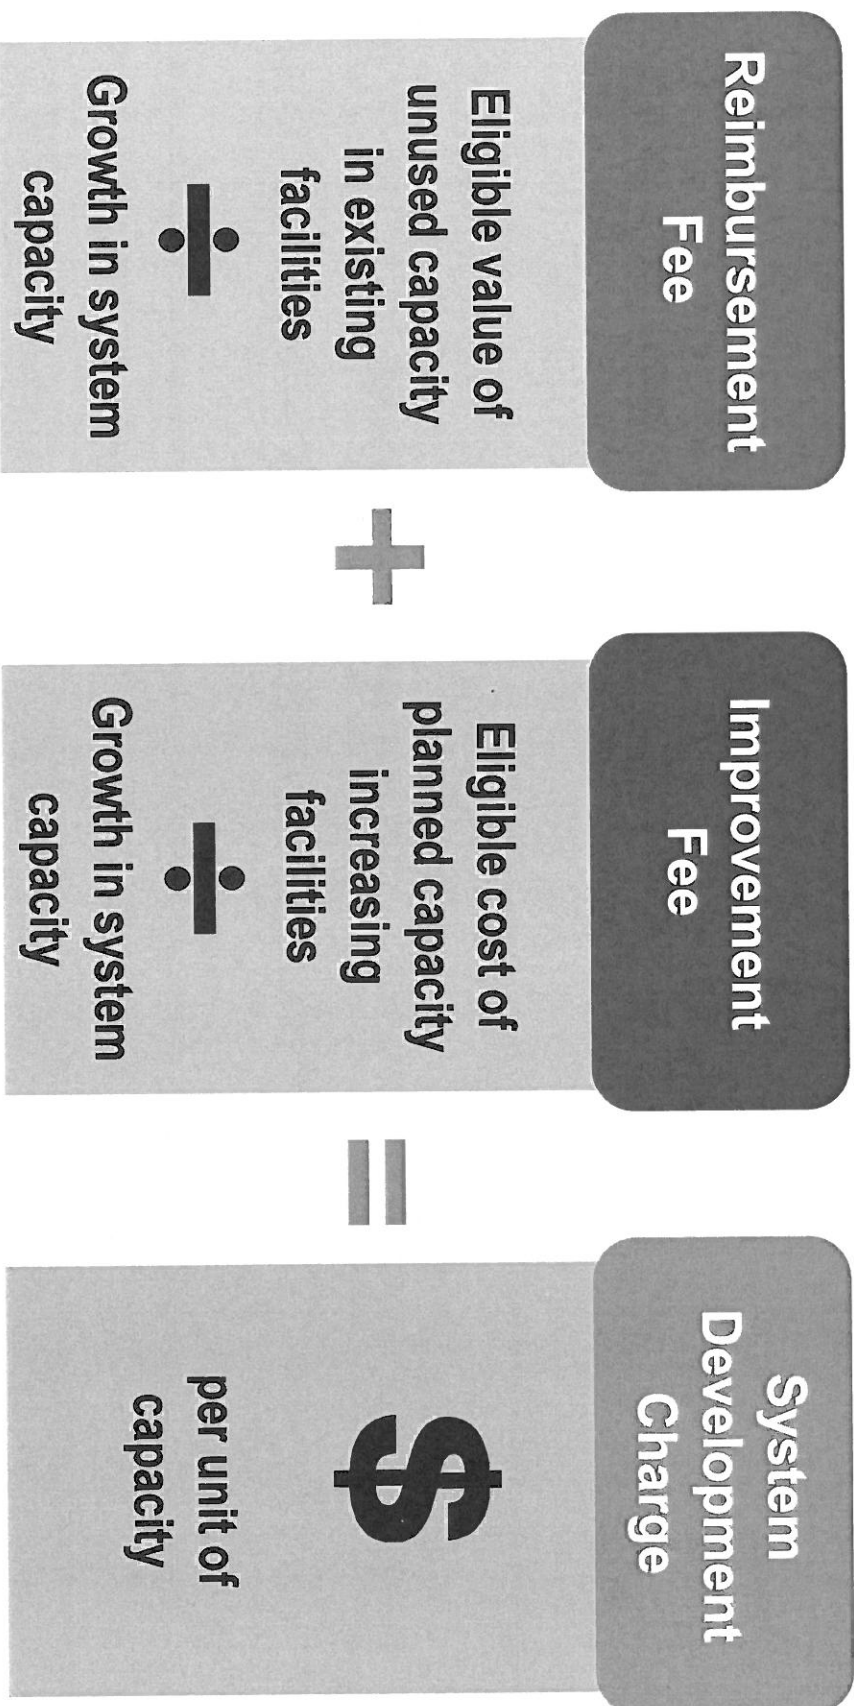 Reimbursement
Fee
Eligible value of
unused capacity
in existing
facilities
÷
Growth in system
capacity
+
Improvement
Fee
Eligible cost of
planned capacity
increasing
facilities
÷
Growth in system
capacity
=
System
Development
Charge
$
per unit of
capacity